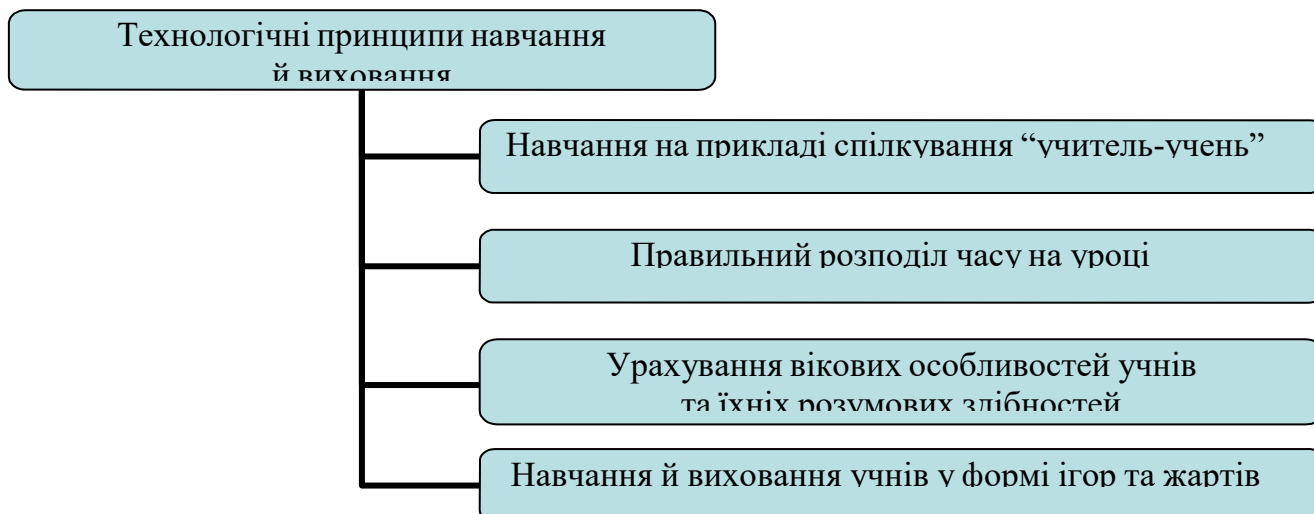 Технологічні принципи навчання
й виховання
Навчання на прикладі спілкування “учитель-учень”
Правильний розподіл часу на уроці
Урахування вікових особливостей учнів
та їхніх розумових здібностей
Навчання й виховання учнів у формі ігор та жартів